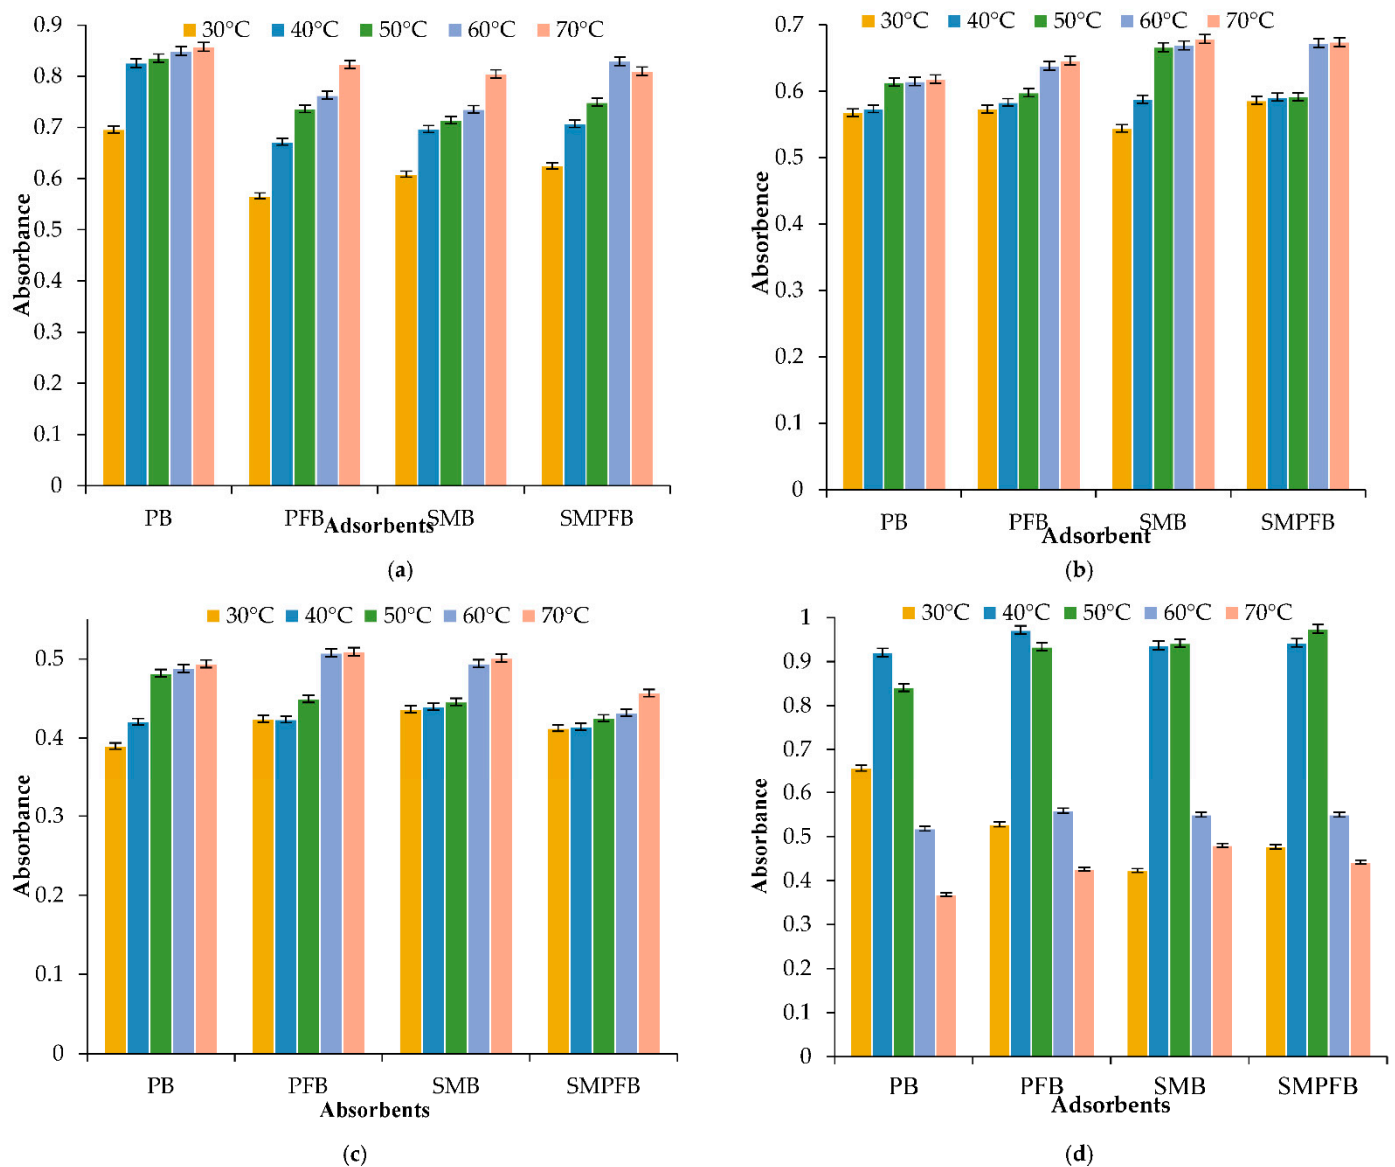 0.9
0.8
0.7
0.6
0.5
0.4
0.3
0.2
0.1
0
Absorbance
30°C 40°C 50°C 60°C 70°C
PB PFB SMB SMPFB
Adsorbents
(a)
0.7
0.6
0.5
0.4
0.3
0.2
0.1
0
Absorbence
30°C 40°C 50°C 60°C 70°C
PB PFB SMB SMPFB
Adsorbent
(b)
0.5
0.4
0.3
0.2
0.1
0
Absorbance
30°C 40°C 50°C 60°C 70°C
PB PFB SMB SMPFB
Absorbents
(c)
1
0.9
0.8
0.7
0.6
0.5
0.4
0.3
0.2
0.1
0
Absorbance
30°C 40°C 50°C 60°C 70°C
PB PFB SMB SMPFB
Adsorbents
(d)